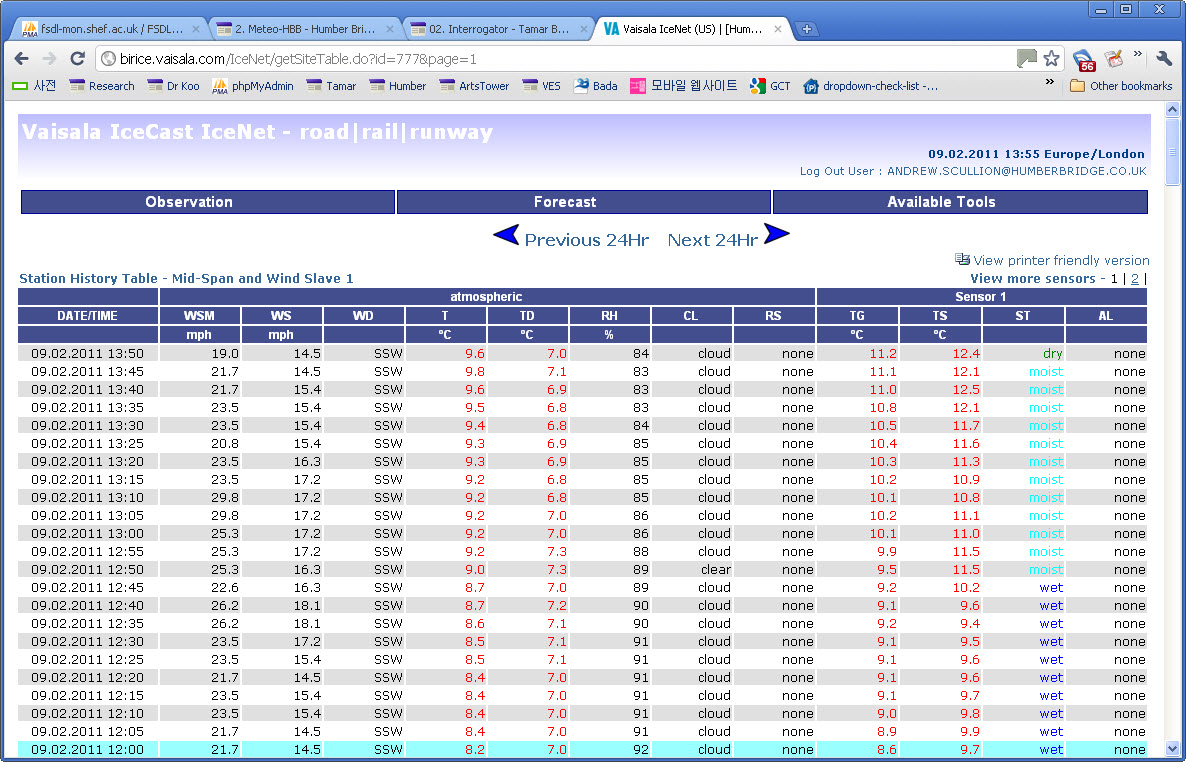 fsdl-mon.shef.ac.uk / FSDL... 2. Meteo-HBB - Humber Bri... 02. Interrogator - Tamar B... Vaisala IceNet (US) | [Hum...
birice.vaisala.com/IceNet/getSiteTable.do?id=777&page=1 56
사전 Research Dr Koo phpMyAdmin Tamar Humber ArtsTower VES Bada 모바일 웹사이트 GCT dropdown-check-list -... Other bookmarks
Vaisala IceCast IceNet - road|rail|runway
09.02.2011 13:55 Europe/London
Log Out User : ANDREW.SCULLION@HUMBERBRIDGE.CO.UK
Observation Forecast Available Tools
Previous 24Hr Next 24Hr
View printer friendly version
Station History Table - Mid-Span and Wind Slave 1 View more sensors - 1 | 2 |
atmospheric Sensor 1
DATE/TIME WSM WS WD T TD RH CL RS TG TS ST AL
mph mph °C °C % °C °C
09.02.2011 13:50 19.0 14.5 SSW 9.6 7.0 84 cloud none 11.2 12.4 dry none
09.02.2011 13:45 21.7 14.5 SSW 9.8 7.1 83 cloud none 11.1 12.1 moist none
09.02.2011 13:40 21.7 15.4 SSW 9.6 6.9 83 cloud none 11.0 12.5 moist none
09.02.2011 13:35 23.5 15.4 SSW 9.5 6.8 83 cloud none 10.8 12.1 moist none
09.02.2011 13:30 23.5 15.4 SSW 9.4 6.8 84 cloud none 10.5 11.7 moist none
09.02.2011 13:25 20.8 15.4 SSW 9.3 6.9 85 cloud none 10.4 11.6 moist none
09.02.2011 13:20 23.5 16.3 SSW 9.3 6.9 85 cloud none 10.3 11.3 moist none
09.02.2011 13:15 23.5 17.2 SSW 9.2 6.8 85 cloud none 10.2 10.9 moist none
09.02.2011 13:10 29.8 17.2 SSW 9.2 6.8 85 cloud none 10.1 10.8 moist none
09.02.2011 13:05 29.8 17.2 SSW 9.2 7.0 86 cloud none 10.2 11.1 moist none
09.02.2011 13:00 25.3 17.2 SSW 9.2 7.0 86 cloud none 10.1 11.0 moist none
09.02.2011 12:55 25.3 17.2 SSW 9.2 7.3 88 cloud none 9.9 11.5 moist none
09.02.2011 12:50 25.3 16.3 SSW 9.0 7.3 89 clear none 9.5 11.5 moist none
09.02.2011 12:45 22.6 16.3 SSW 8.7 7.0 89 cloud none 9.2 10.2 wet none
09.02.2011 12:40 26.2 18.1 SSW 8.7 7.2 90 cloud none 9.1 9.6 wet none
09.02.2011 12:35 26.2 18.1 SSW 8.6 7.1 90 cloud none 9.2 9.4 wet none
09.02.2011 12:30 23.5 17.2 SSW 8.5 7.1 91 cloud none 9.1 9.5 wet none
09.02.2011 12:25 23.5 15.4 SSW 8.5 7.1 91 cloud none 9.1 9.6 wet none
09.02.2011 12:20 21.7 14.5 SSW 8.4 7.0 91 cloud none 9.1 9.6 wet none
09.02.2011 12:15 23.5 15.4 SSW 8.4 7.0 91 cloud none 9.1 9.7 wet none
09.02.2011 12:10 23.5 15.4 SSW 8.4 7.0 91 cloud none 9.0 9.8 wet none
09.02.2011 12:05 21.7 14.5 SSW 8.4 7.0 91 cloud none 8.9 9.9 wet none
09.02.2011 12:00 21.7 14.5 SSW 8.2 7.0 92 cloud none 8.6 9.7 wet none